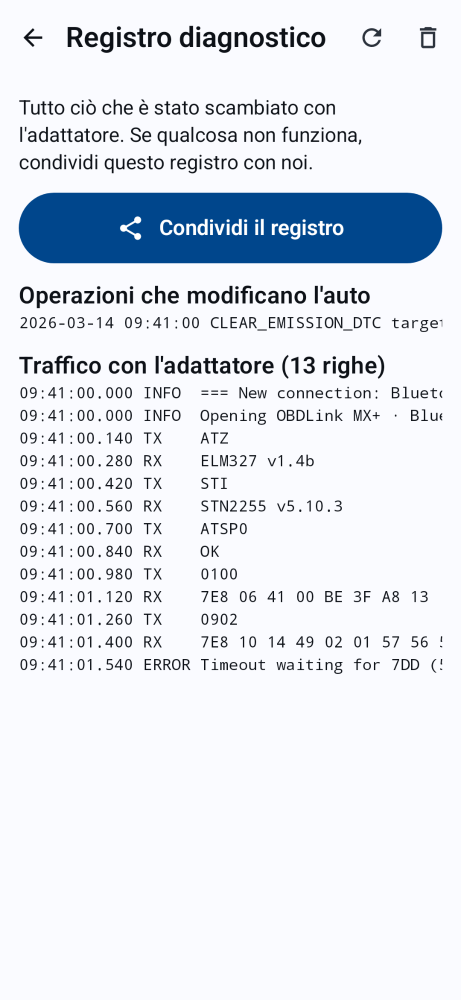 Registro diagnostico
Tutto ciò che è stato scambiato con
l'adattatore. Se qualcosa non funziona,
condividi questo registro con noi.
Condividi il registro
Operazioni che modificano l'auto
2026-03-14 09:41:00 CLEAR_EMISSION_DTC target
Traffico con l'adattatore (13 righe)
09:41:00.000 INFO === New connection: Blueto
09:41:00.000 INFO Opening OBDLink MX+ · Blue
09:41:00.140 TX ATZ
09:41:00.280 RX ELM327 v1.4b
09:41:00.420 TX STI
09:41:00.560 RX STN2255 v5.10.3
09:41:00.700 TX ATSP0
09:41:00.840 RX OK
09:41:00.980 TX 0100
09:41:01.120 RX 7E8 06 41 00 BE 3F A8 13
09:41:01.260 TX 0902
09:41:01.400 RX 7E8 10 14 49 02 01 57 56 5
09:41:01.540 ERROR Timeout waiting for 7DD (5